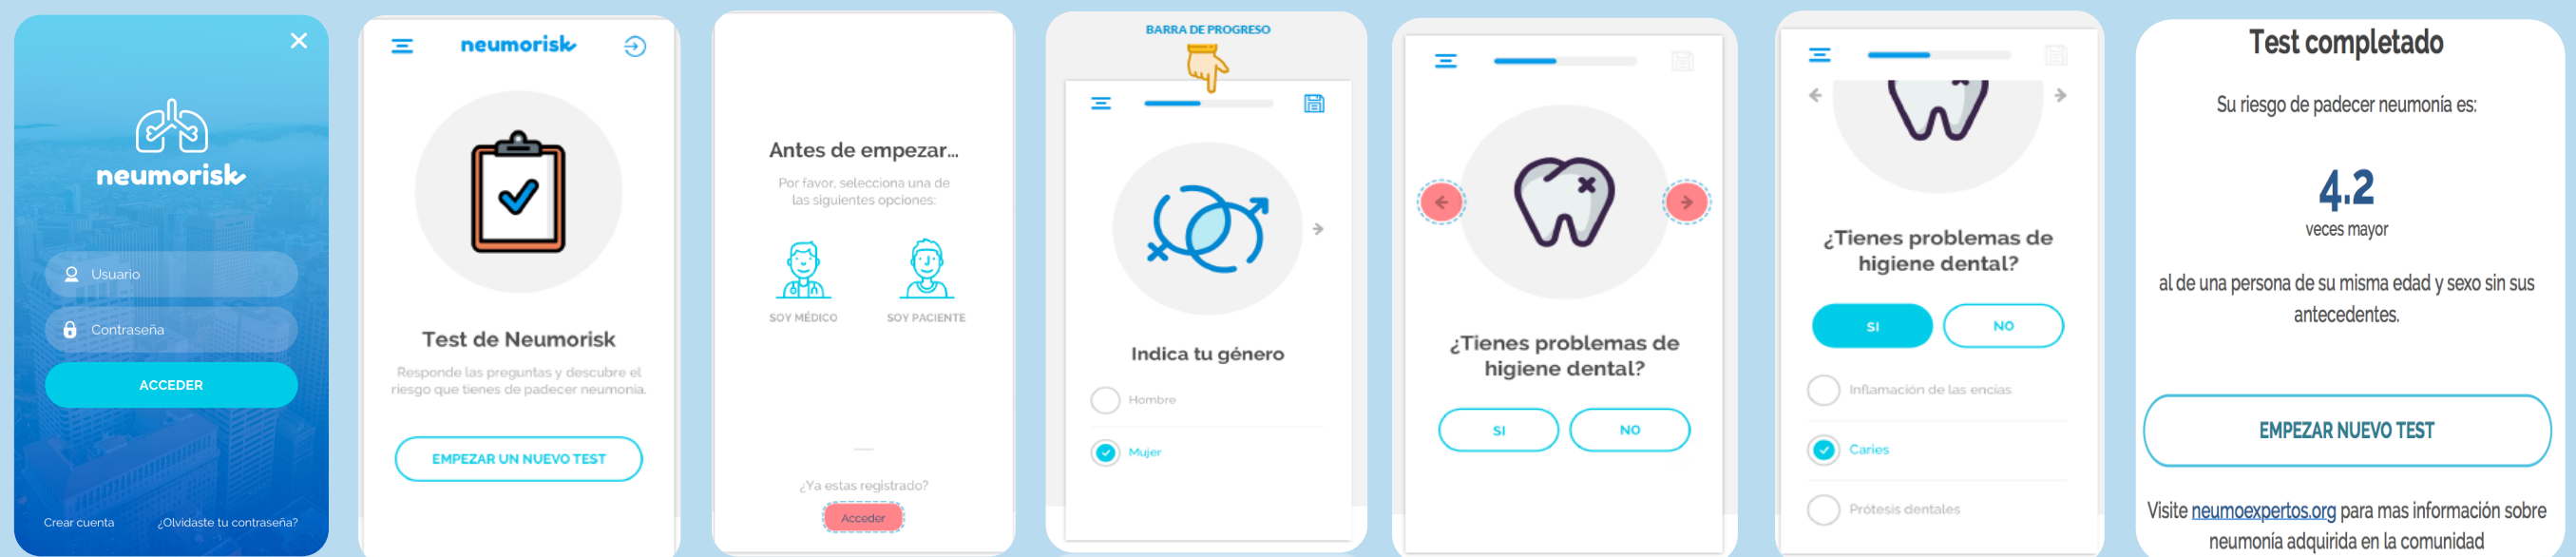 neumorisk
Usuario
Contraseña
ACCEDER
Crear cuenta
¿Olvidaste tu contraseña?
neumorisk
Test de Neumorisk
Responde las preguntas y descubre el
riesgo que tienes de padecer neumonía.
EMPEZAR UN NUEVO TEST
Antes de empezar...
Por favor, selecciona una de
las siguientes opciones:
SOY MÉDICO
SOY PACIENTE
¿Ya estas registrado?
Acceder
BARRA DE PROGRESO
Indica tu género
Hombre
Mujer
¿Tienes problemas de
higiene dental?
SI
NO
¿Tienes problemas de
higiene dental?
SI
NO
Inflamación de las encías
Caries
Prótesis dentales
Test completado
Su riesgo de padecer neumonía es:
4.2
veces mayor
al de una persona de su misma edad y sexo sin sus
antecedentes.
EMPEZAR NUEVO TEST
Visite neumoexpertos.org para mas información sobre
neumonía adquirida en la comunidad